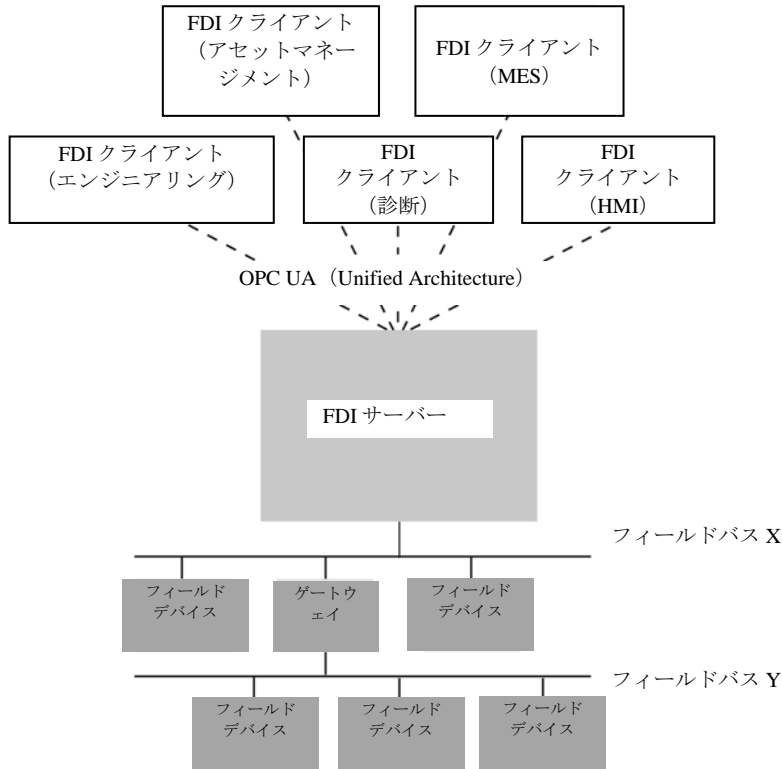 FDI クライアント
（アセットマネー
ジメント）
FDI クライアント
（MES）
FDI クライアント
（エンジニアリング）
FDI
クライアント
（診断）
FDI
クライアント
（HMI）
OPC UA（Unified Architecture）
FDI サーバー
フィールドバス X
フィールド
デバイス
ゲートウ
ェイ
フィールド
デバイス
フィールドバス Y
フィールド
デバイス
フィールド
デバイス
フィールド
デバイス